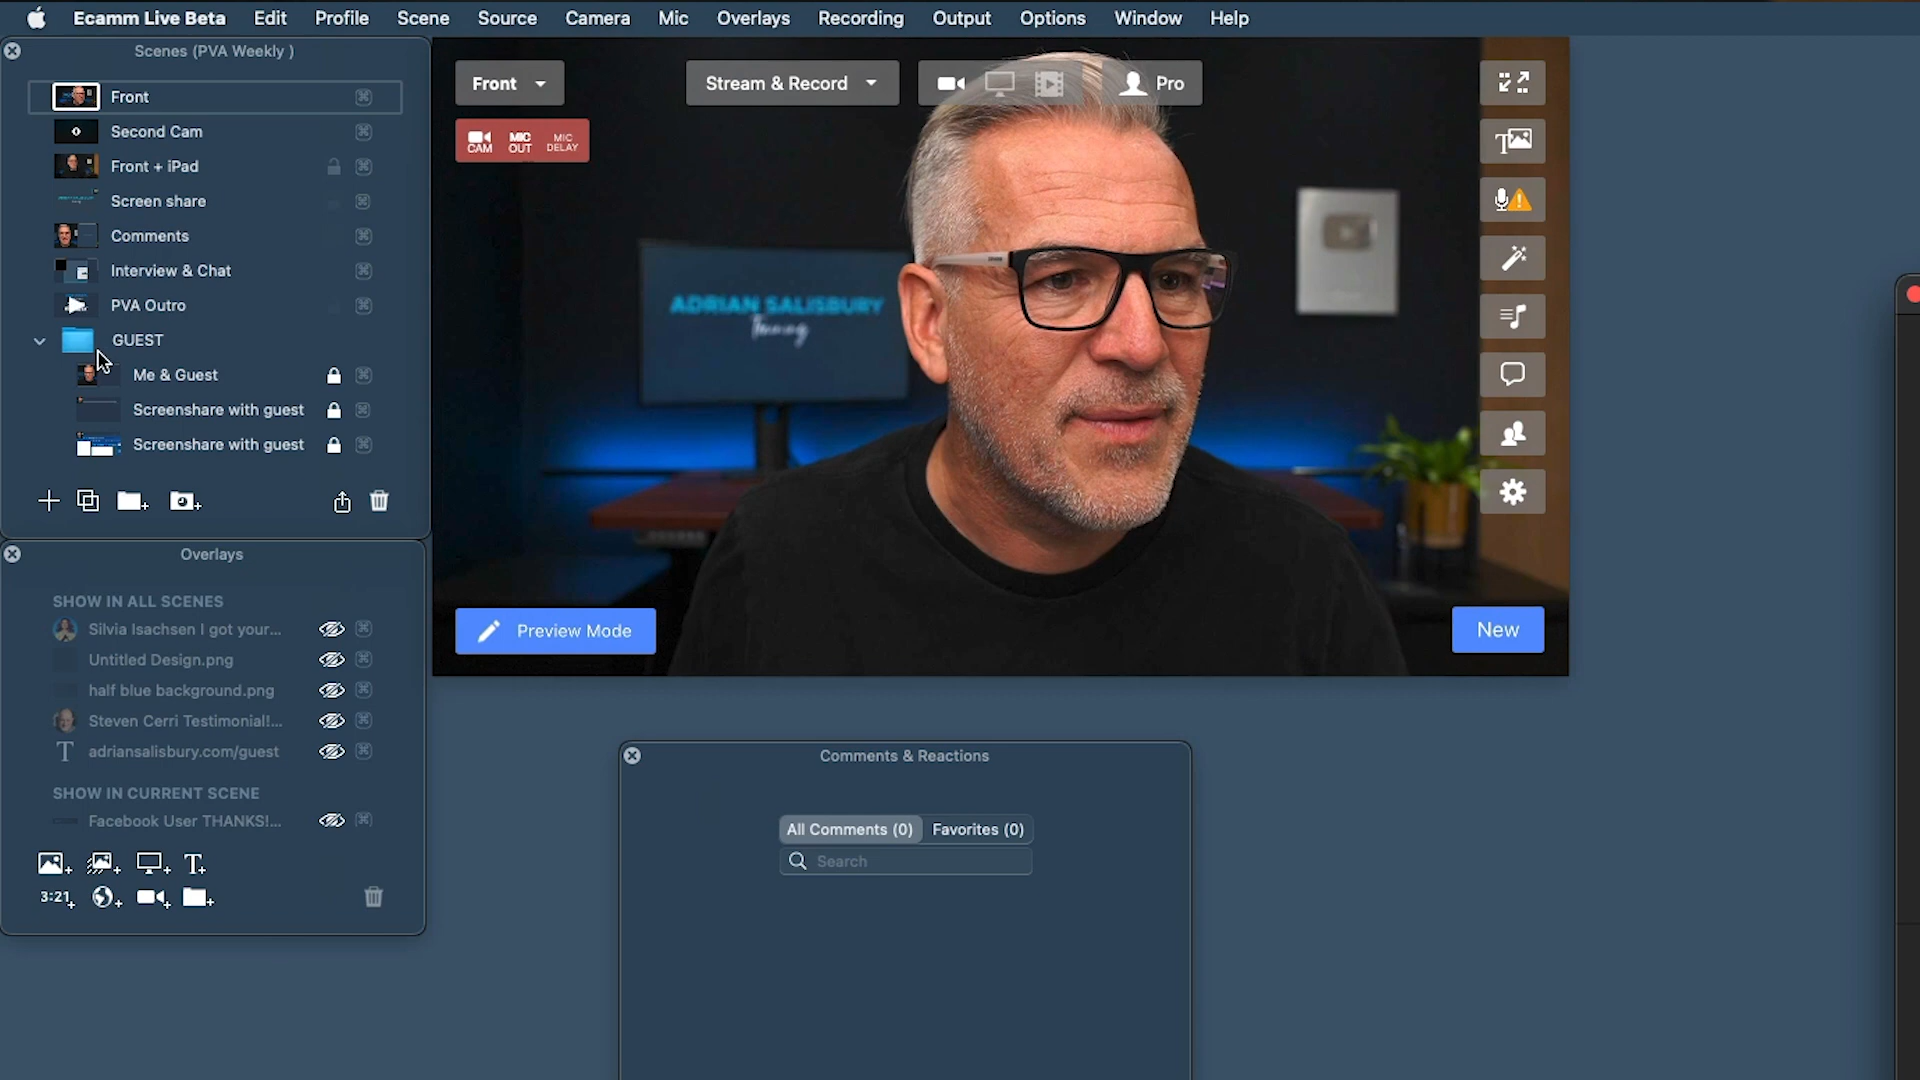 Ecamm Live Beta Edit Profile Scene Source Camera Mic Overlays Recording Output Options Window Help
Scenes (PVA Weekly )
Front
Second Cam
Front + iPad
Screen share
Comments
Interview & Chat
PVA Outro
GUEST
Me & Guest
Screenshare with guest
Screenshare with guest
Overlays
SHOW IN ALL SCENES
Silvia Isachsen I got your...
Untitled Design.png
half blue background.png
Steven Cerri Testimonial!...
adriansalisbury.com/guest
SHOW IN CURRENT SCENE
Facebook User THANKS!...
3:21
Front
Stream & Record
Pro
CAM
MIC OUT
MIC DELAY
ADRIAN SALISBURY
Training
Preview Mode
New
Comments & Reactions
All Comments (0) Favorites (0)
Search